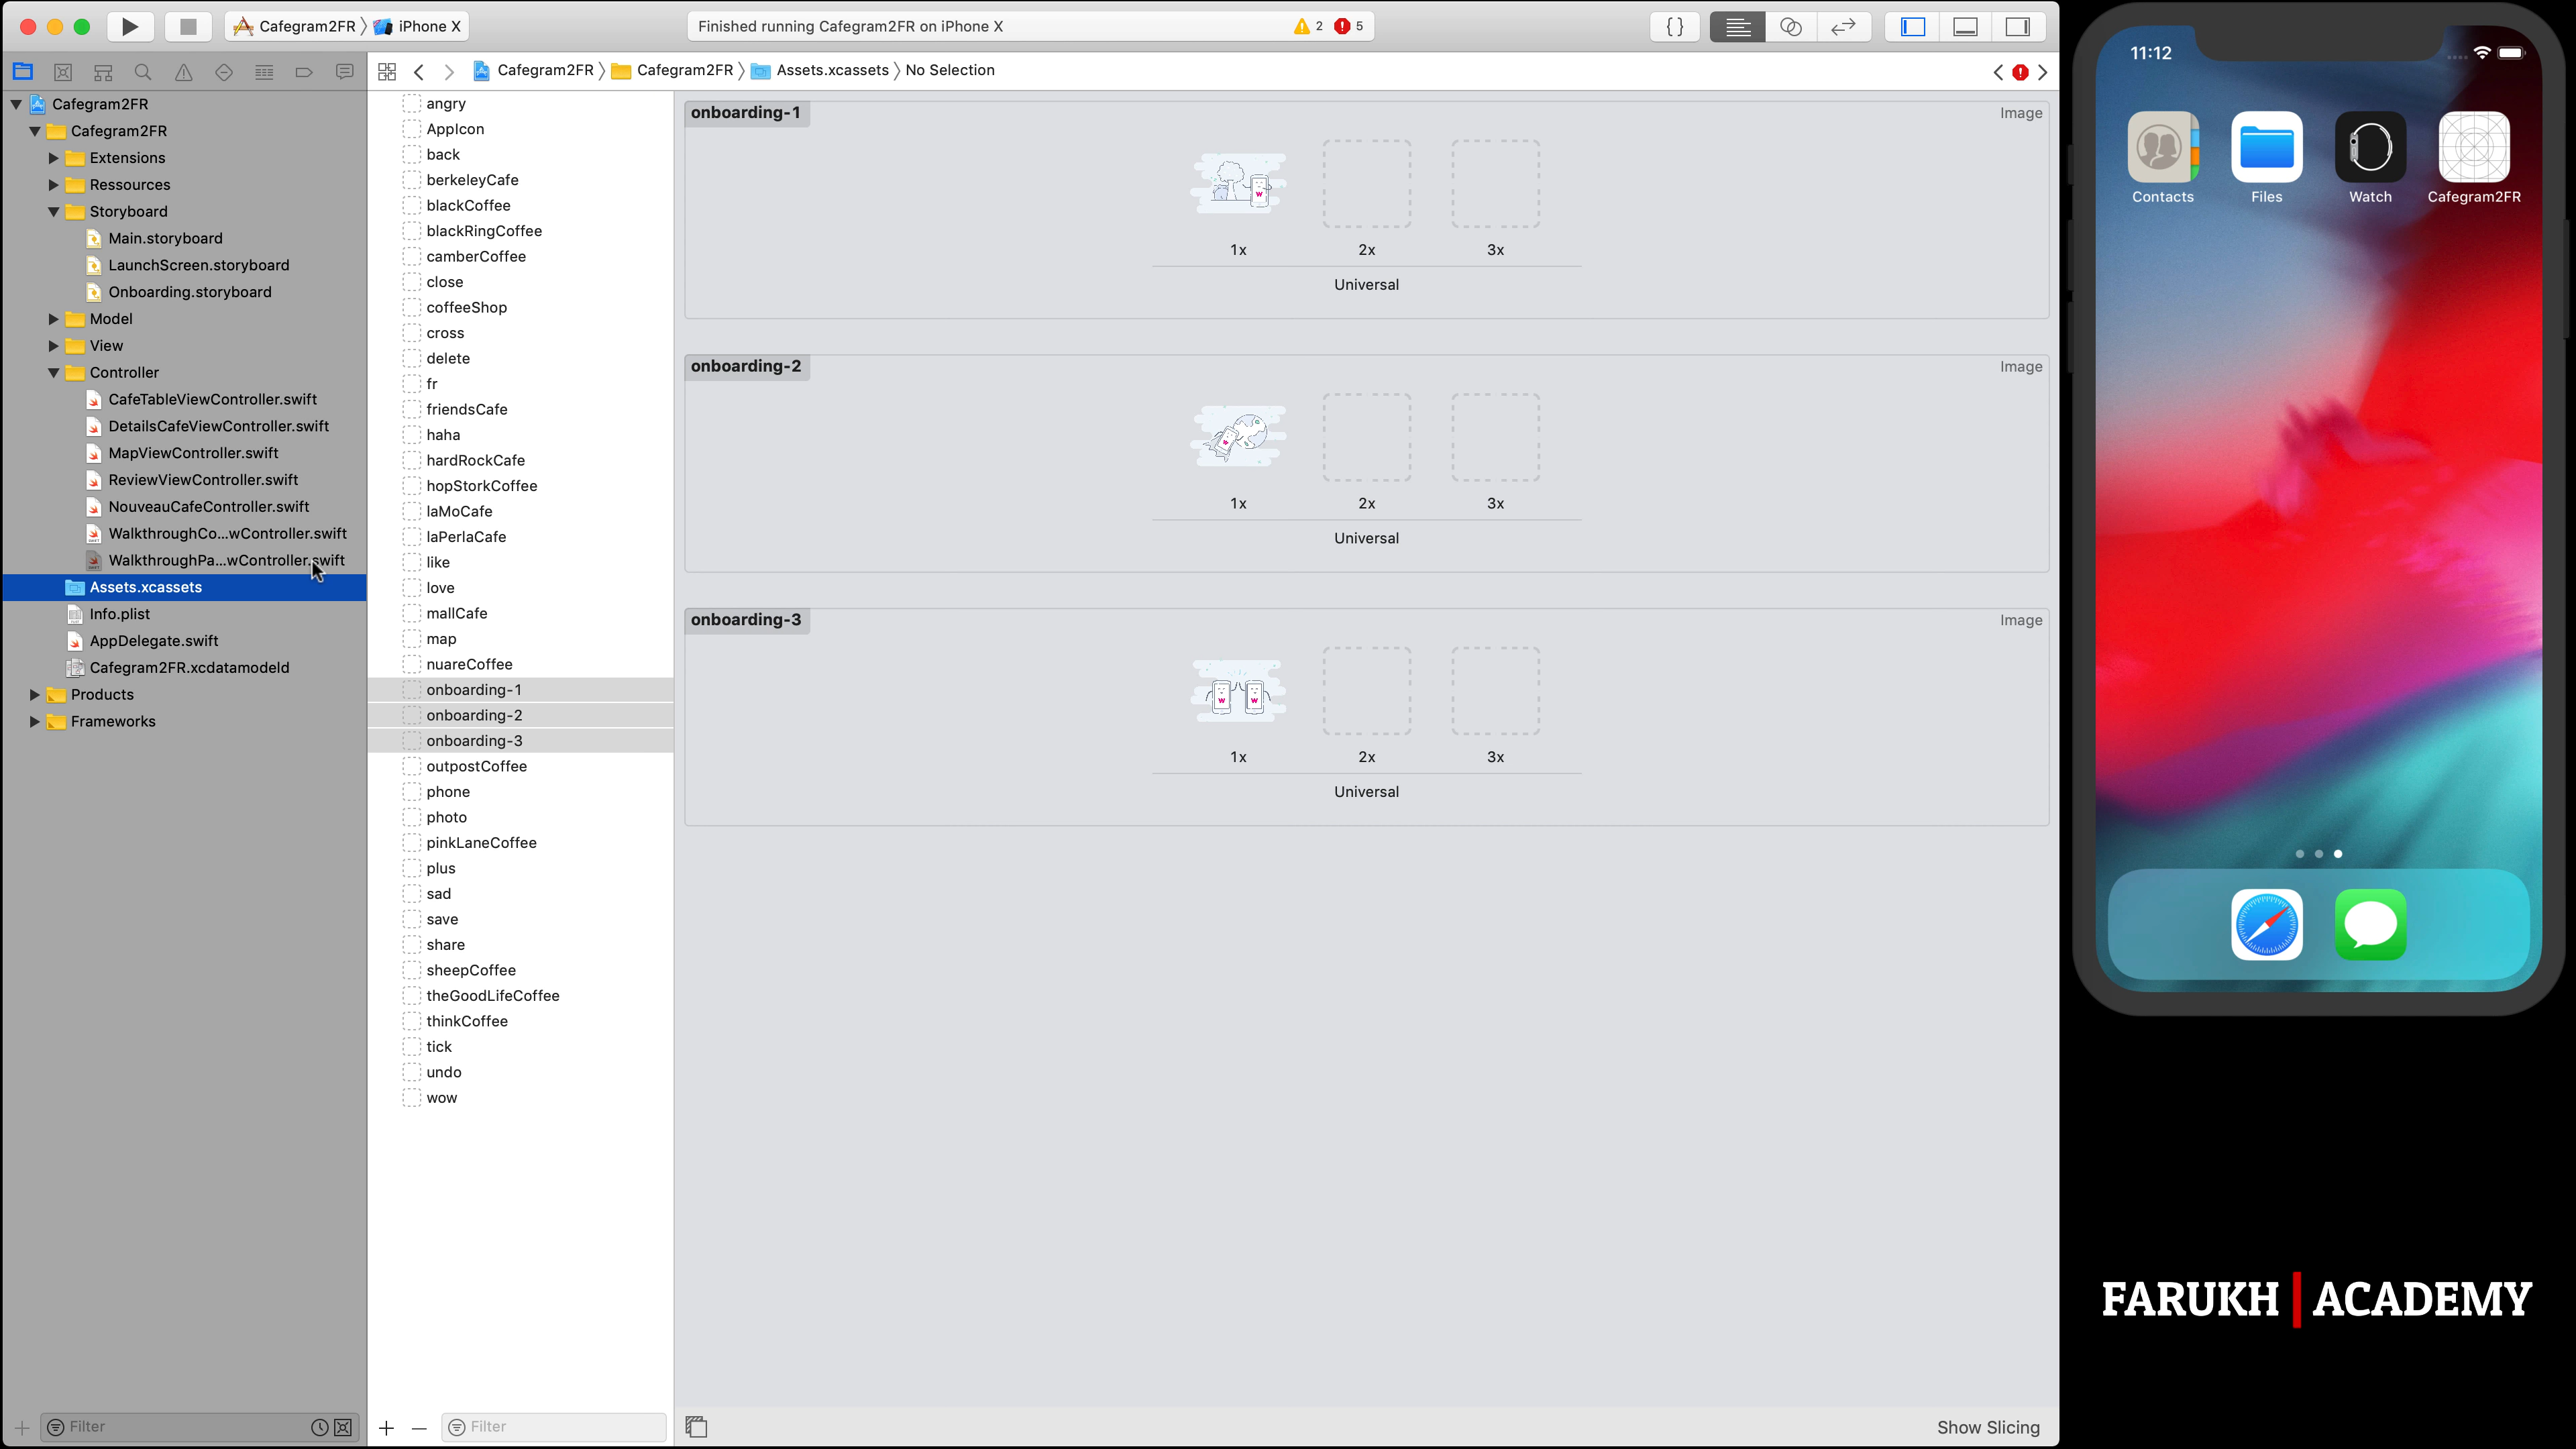 Cafegram2FR 〉 iPhone X
Finished running Cafegram2FR on iPhone X
2
5
{ }
Cafegram2FR 〉 Cafegram2FR 〉 Assets.xcassets 〉 No Selection
Cafegram2FR
Cafegram2FR
Extensions
Ressources
Storyboard
Main.storyboard
LaunchScreen.storyboard
Onboarding.storyboard
Model
View
Controller
CafeTableViewController.swift
DetailsCafeViewController.swift
MapViewController.swift
ReviewViewController.swift
NouveauCafeController.swift
WalkthroughCo...wController.swift
WalkthroughPa...wController.swift
Assets.xcassets
Info.plist
AppDelegate.swift
Cafegram2FR.xcdatamodeld
Products
Frameworks
Filter
angry
AppIcon
back
berkeleyCafe
blackCoffee
blackRingCoffee
camberCoffee
close
coffeeShop
cross
delete
fr
friendsCafe
haha
hardRockCafe
hopStorkCoffee
laMoCafe
laPerlaCafe
like
love
mallCafe
map
nuareCoffee
onboarding-1
onboarding-2
onboarding-3
outpostCoffee
phone
photo
pinkLaneCoffee
plus
sad
save
share
sheepCoffee
theGoodLifeCoffee
thinkCoffee
tick
undo
wow
Filter
onboarding-1
Image
1x 2x 3x
Universal
onboarding-2
Image
1x 2x 3x
Universal
onboarding-3
Image
1x 2x 3x
Universal
Show Slicing
11:12
Contacts Files Watch Cafegram2FR
FARUKH | ACADEMY